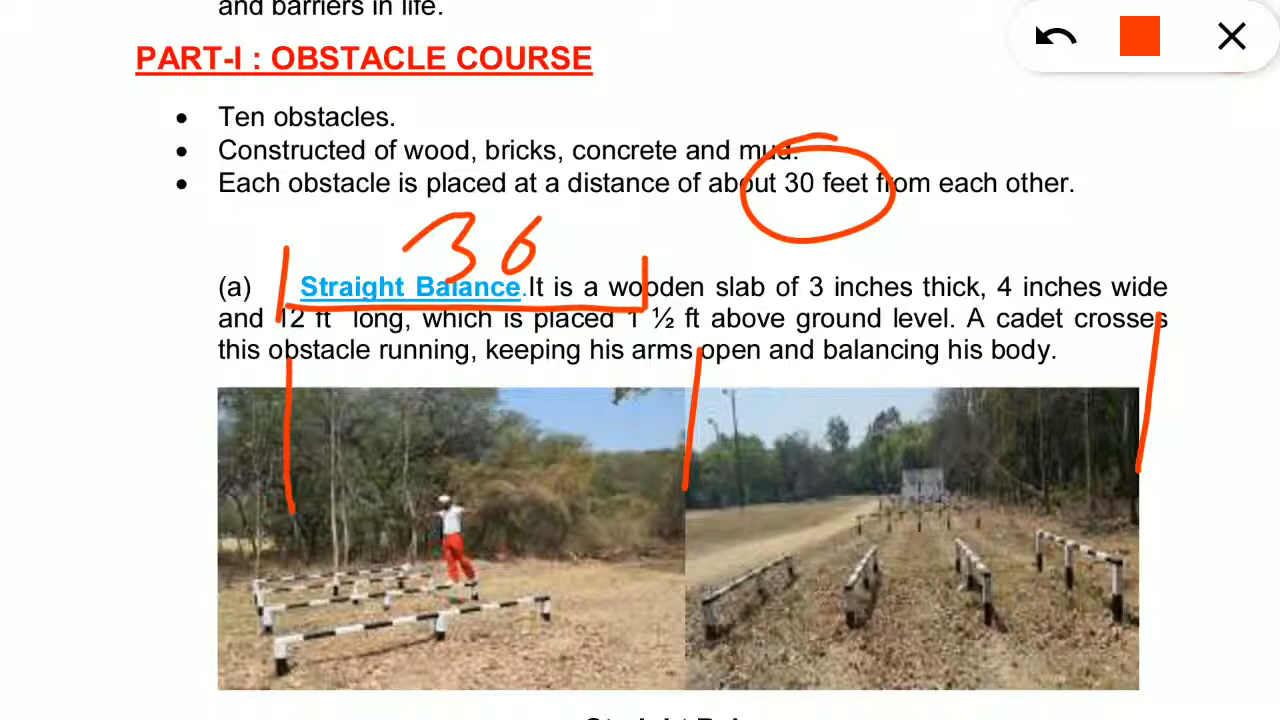 and barriers in life.
PART-I : OBSTACLE COURSE
• Ten obstacles.
• Constructed of wood, bricks, concrete and mud.
• Each obstacle is placed at a distance of about 30 feet from each other.
30
(a) Straight Balance.It is a wooden slab of 3 inches thick, 4 inches wide
and 12 ft long, which is placed 1 ½ ft above ground level. A cadet crosses
this obstacle running, keeping his arms open and balancing his body.